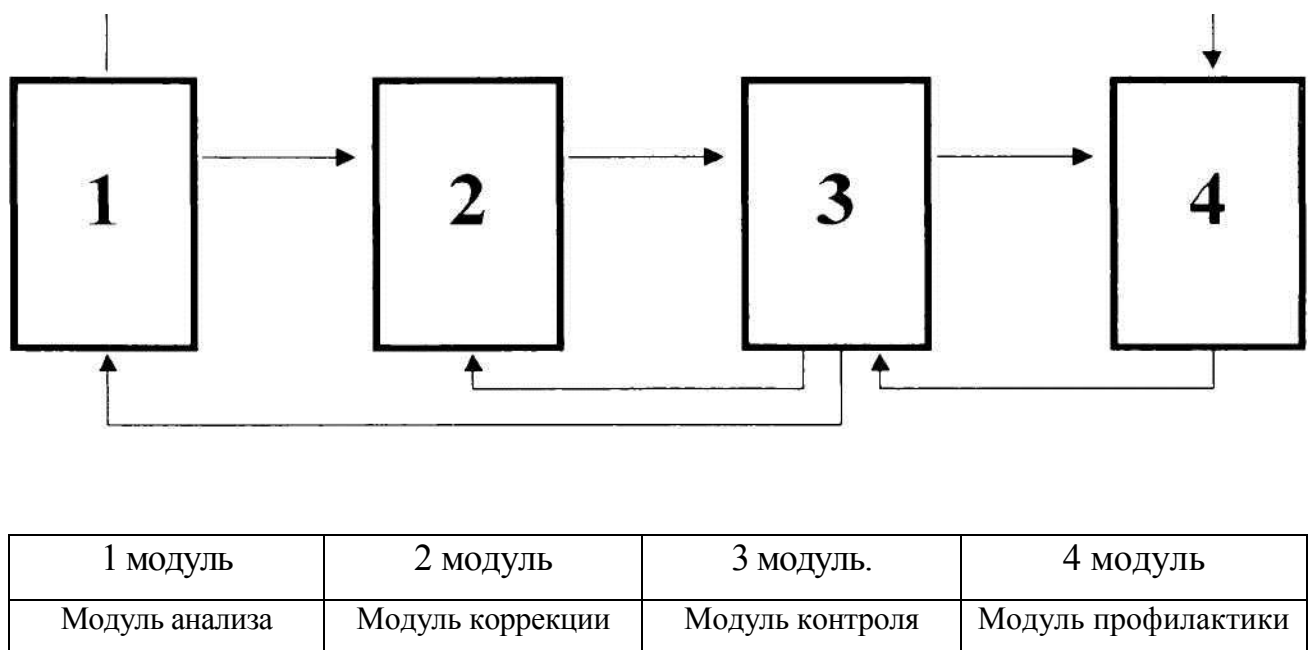 1 2 3 4
1 модуль 2 модуль 3 модуль. 4 модуль
Модуль анализа Модуль коррекции Модуль контроля Модуль профилактики